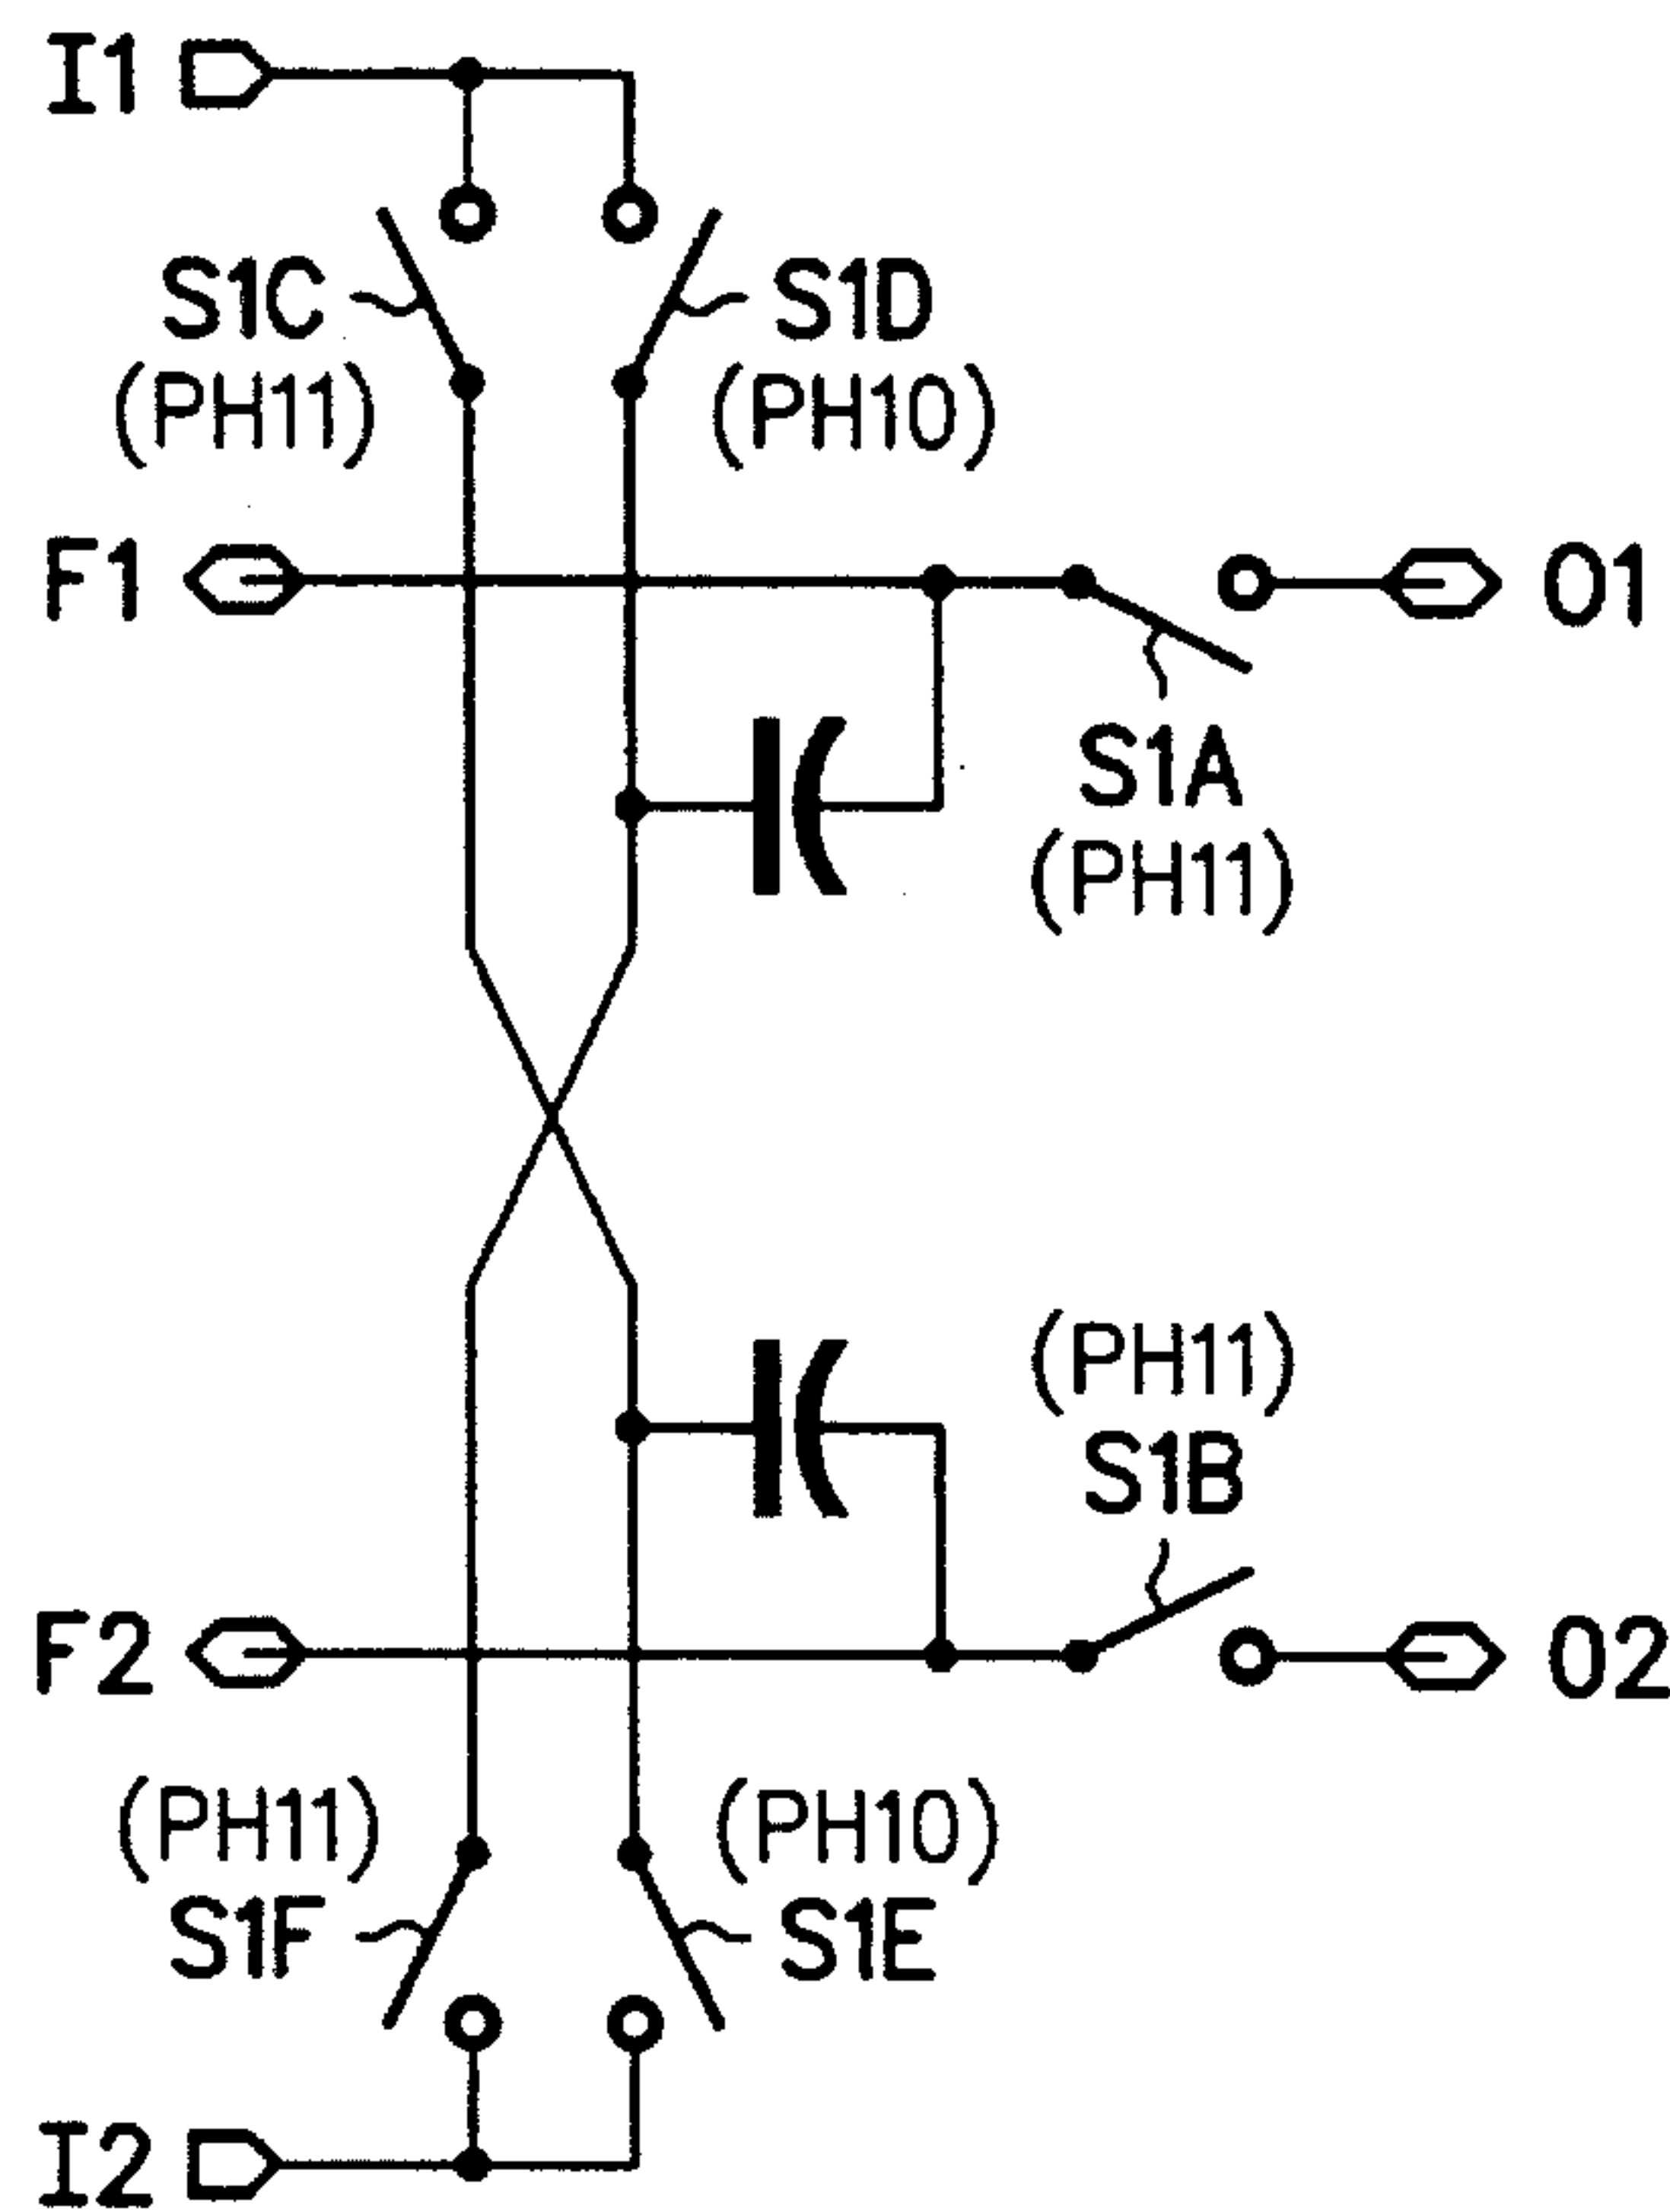 I1
S1C
S1D
(PH11)
(PH10)
F1
O1
S1A
(PH11)
(PH11)
S1B
F2
O2
(PH11)
(PH10)
S1F
S1E
I2